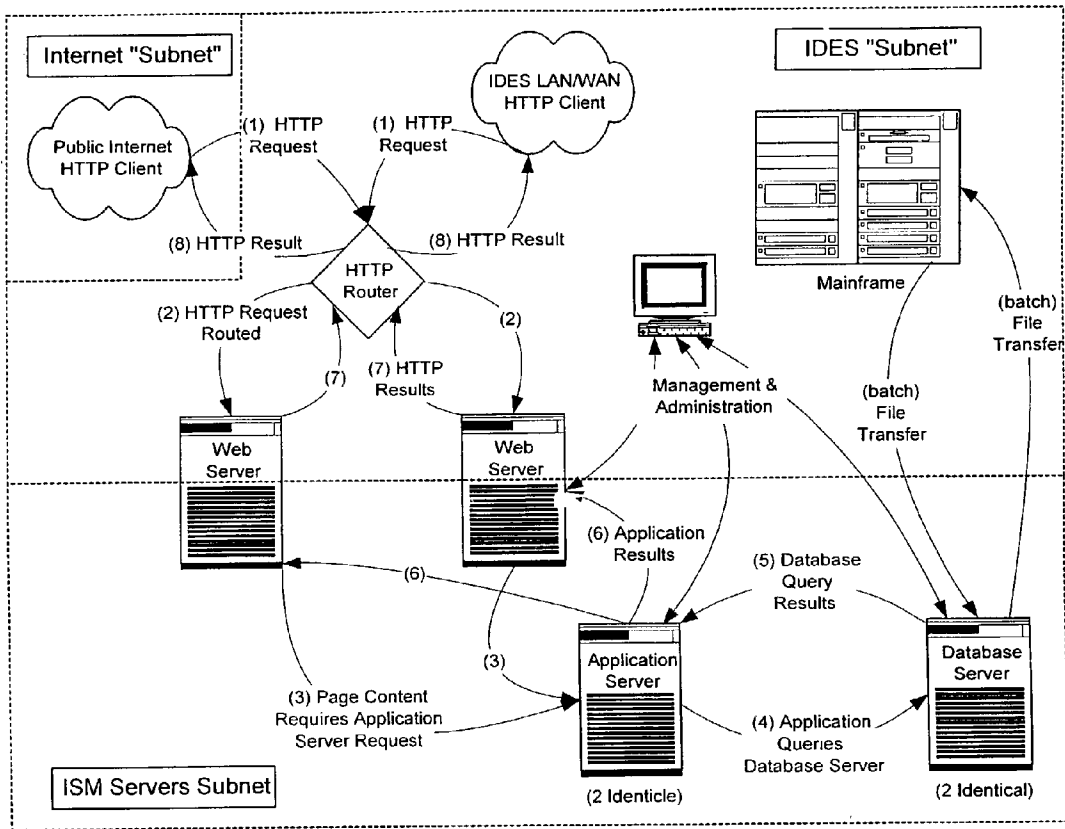 Internet "Subnet"
IDES "Subnet"
Public Internet
HTTP Client
IDES LAN/WAN
HTTP Client
(1) HTTP
Request
(1) HTTP
Request
(8) HTTP Result
(8) HTTP Result
HTTP
Router
Mainframe
(2) HTTP Request
Routed
(2)
(7)
(7) HTTP
Results
Management &
Administration
(batch)
File
Transfer
(batch)
File
Transfer
Web
Server
Web
Server
(6) Application
Results
(6)
(5) Database
Query
Results
(3)
Application
Server
Database
Server
(3) Page Content
Requires Application
Server Request
(4) Application
Queries
Database Server
ISM Servers Subnet
(2 Identicle)
(2 Identical)